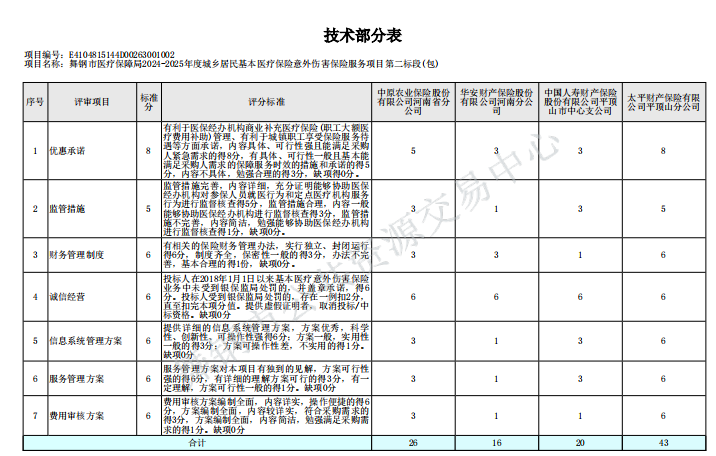 技术部分表
项目编号：E4104815144D00263001002
项目名称：舞钢市医疗保障局2024-2025年度城乡居民基本医疗保险意外伤害保险服务项目第二标段(包)
序号 评审项目 标准分 评分标准 中原农业保险股份有限公司河南省分公司 华安财产保险股份有限公司河南分公司 中国人寿财产保险股份有限公司平顶山市中心支公司 太平财产保险有限公司平顶山分公司
1 优惠承诺 8
有利于医保经办机构商业补充医疗保险(职工大额医
疗费用补助)管理、有利于城镇职工享受保险服务待
遇等方面承诺，内容具体、可行性强且能满足采购
人紧急需求的得8分，有具体、可行性一般且基本能
满足采购人需求的保障服务时效的措施和承诺的得5
分，内容不具体，勉强合理的得3分，缺项得0分。
5 3 3 8
2 监管措施 5
监管措施完善，内容详细，充分证明能够协助医保
经办机构对参保人员就医行为和定点医疗机构服务
行为进行监督核查得5分，监管措施合理，内容一般
能够协助医保经办机构进行监督核查得3分，监管措
施不完善，内容简洁，勉强能够协助医保经办机构
进行监督核查得1分，缺项0分。
3 1 3 5
3 财务管理制度 6
有相关的保险财务管理办法，实行独立、封闭运行
得6分，制度齐全，保密性一般的得3分，办法不完
善，基本合理的得1份，缺项0分。
3 3 1 6
4 诚信经营 6
投标人在2018年1月1日以来基本医疗意外伤害保险
业务中未受到银保监局处罚的，并盖章承诺，得6
分。投标人受到银保监局处罚的，存在一例扣2分，
直至扣完本项分值。提供虚假证明者，取消投标/中
标资格。缺项0分
6 6 6 6
5 信息系统管理方案 6
提供详细的信息系统管理方案，方案优秀，科学
性、创新性、可操作性强得6分；方案一般，实用性
一般的得3分；方案可操作性差，不实用的得1分。
缺项0分
3 1 3 6
6 服务管理方案 6
服务管理方案对本项目有独到的见解，方案可行性
强的得6分，有详细的理解方案可行的得3分，有一
定理解，方案可行性一般的得1分。缺项0分
3 1 3 6
7 费用审核方案 6
费用审核方案编制全面，内容详实，操作便捷的得6
分，方案编制全面，内容较详实，符合采购需求的
得3分，方案编制全面，内容简洁，勉强满足采购需
求的得1分。缺项0分
3 1 1 6
合计 26 16 20 43